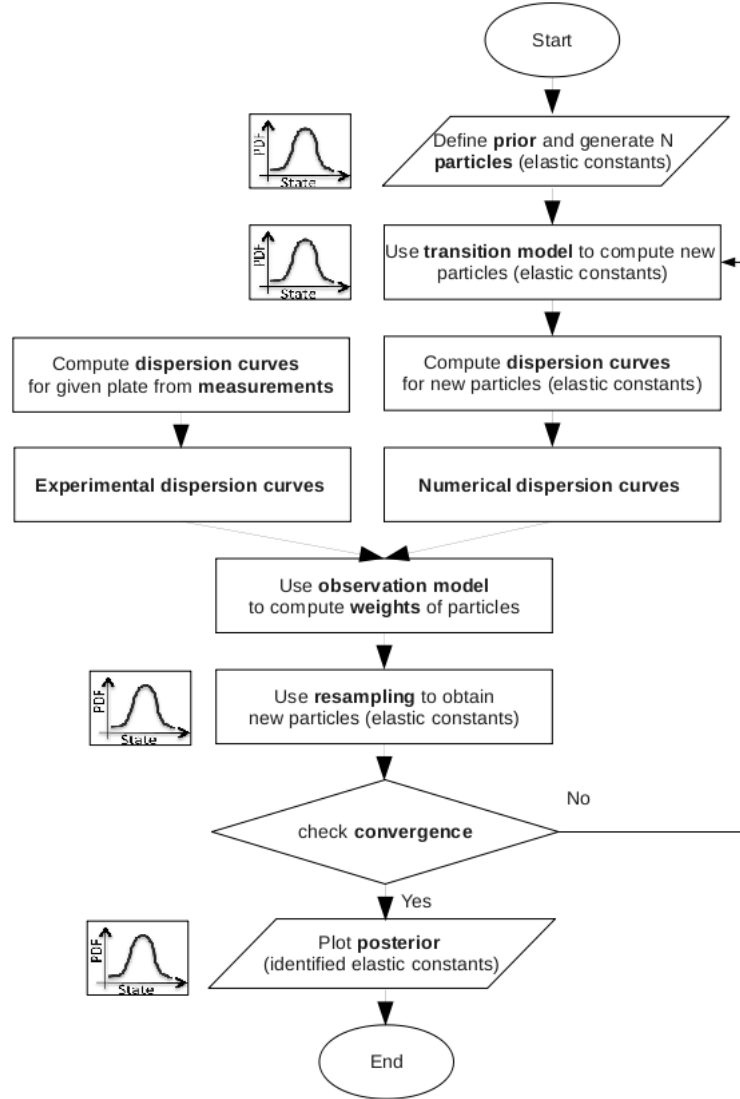 Start
PDF
State
Define prior and generate N
particles (elastic constants)
PDF
State
Use transition model to compute new
particles (elastic constants)
Compute dispersion curves
for given plate from measurements
Compute dispersion curves
for new particles (elastic constants)
Experimental dispersion curves
Numerical dispersion curves
Use observation model
to compute weights of particles
PDF
State
Use resampling to obtain
new particles (elastic constants)
check convergence
No
Yes
PDF
State
Plot posterior
(identified elastic constants)
End